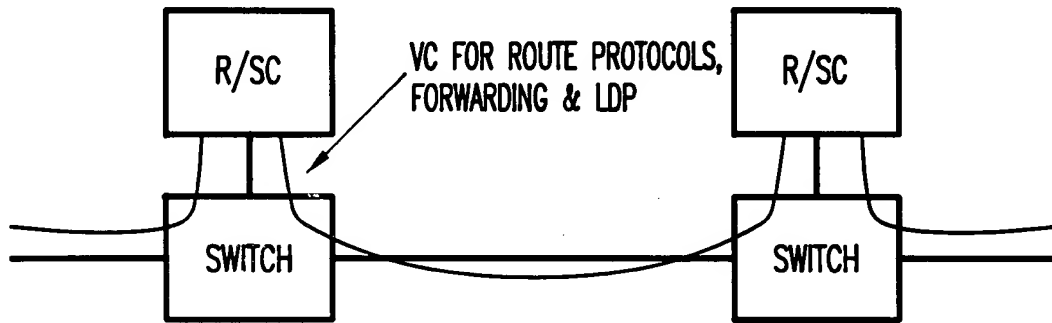 R/SC
VC FOR ROUTE PROTOCOLS,
FORWARDING & LDP
R/SC
SWITCH
SWITCH